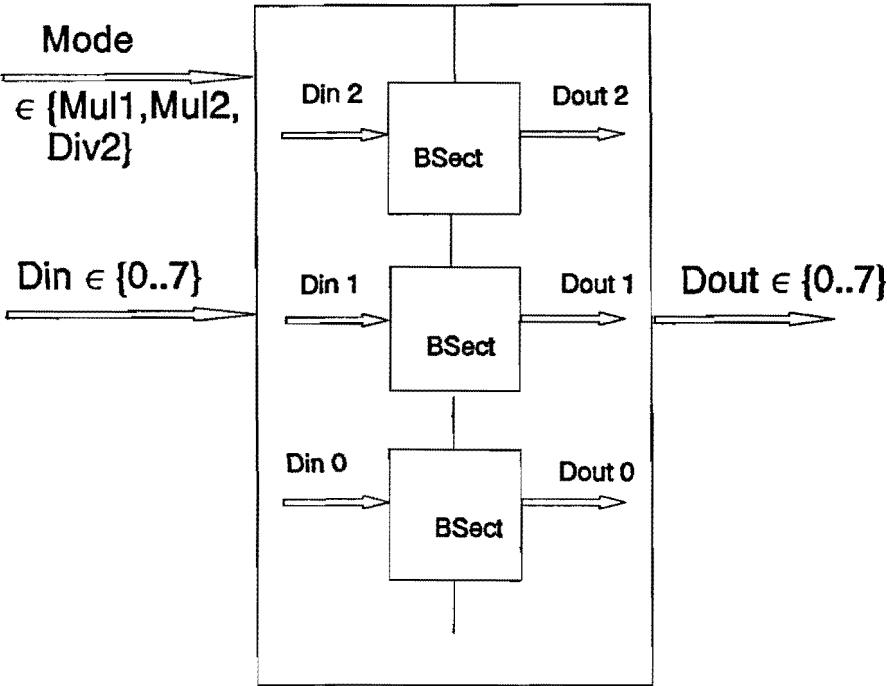 Mode
∈ {Mul1,Mul2,
Div2}
Din 2
Dout 2
BSect
Din ∈ {0..7}
Din 1
Dout 1
Dout ∈ {0..7}
BSect
Din 0
Dout 0
BSect